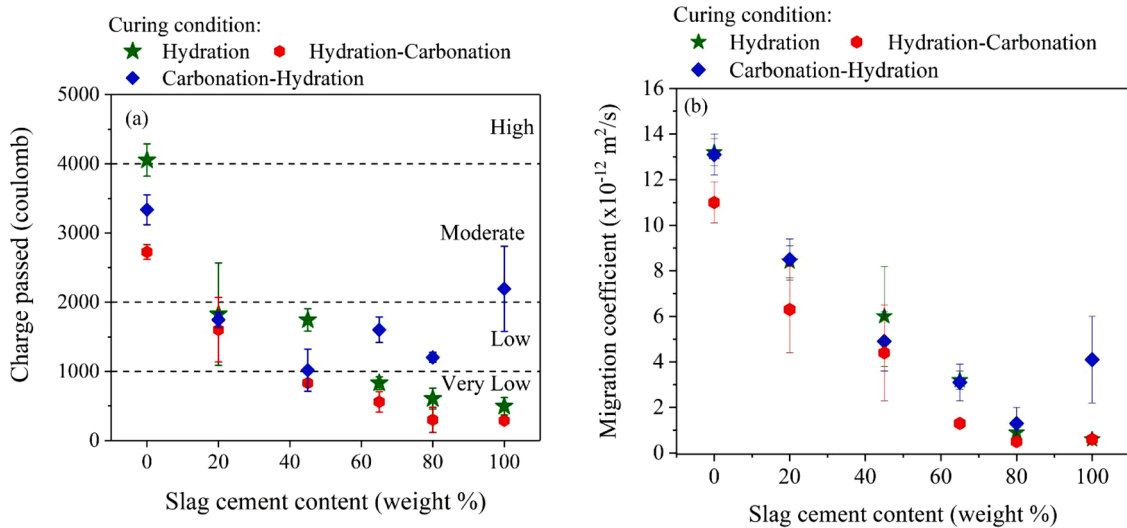 Curing condition:
Hydration Hydration-Carbonation
Carbonation-Hydration
(a)
High
Moderate
Low
Very Low
5000
4000
3000
2000
1000
0
Charge passed (coulomb)
0 20 40 60 80 100
Slag cement content (weight %)
Curing condition:
Hydration Hydration-Carbonation
Carbonation-Hydration
(b)
16
14
12
10
8
6
4
2
0
Migration coefficient (x10⁻¹² m²/s)
0 20 40 60 80 100
Slag cement content (weight %)